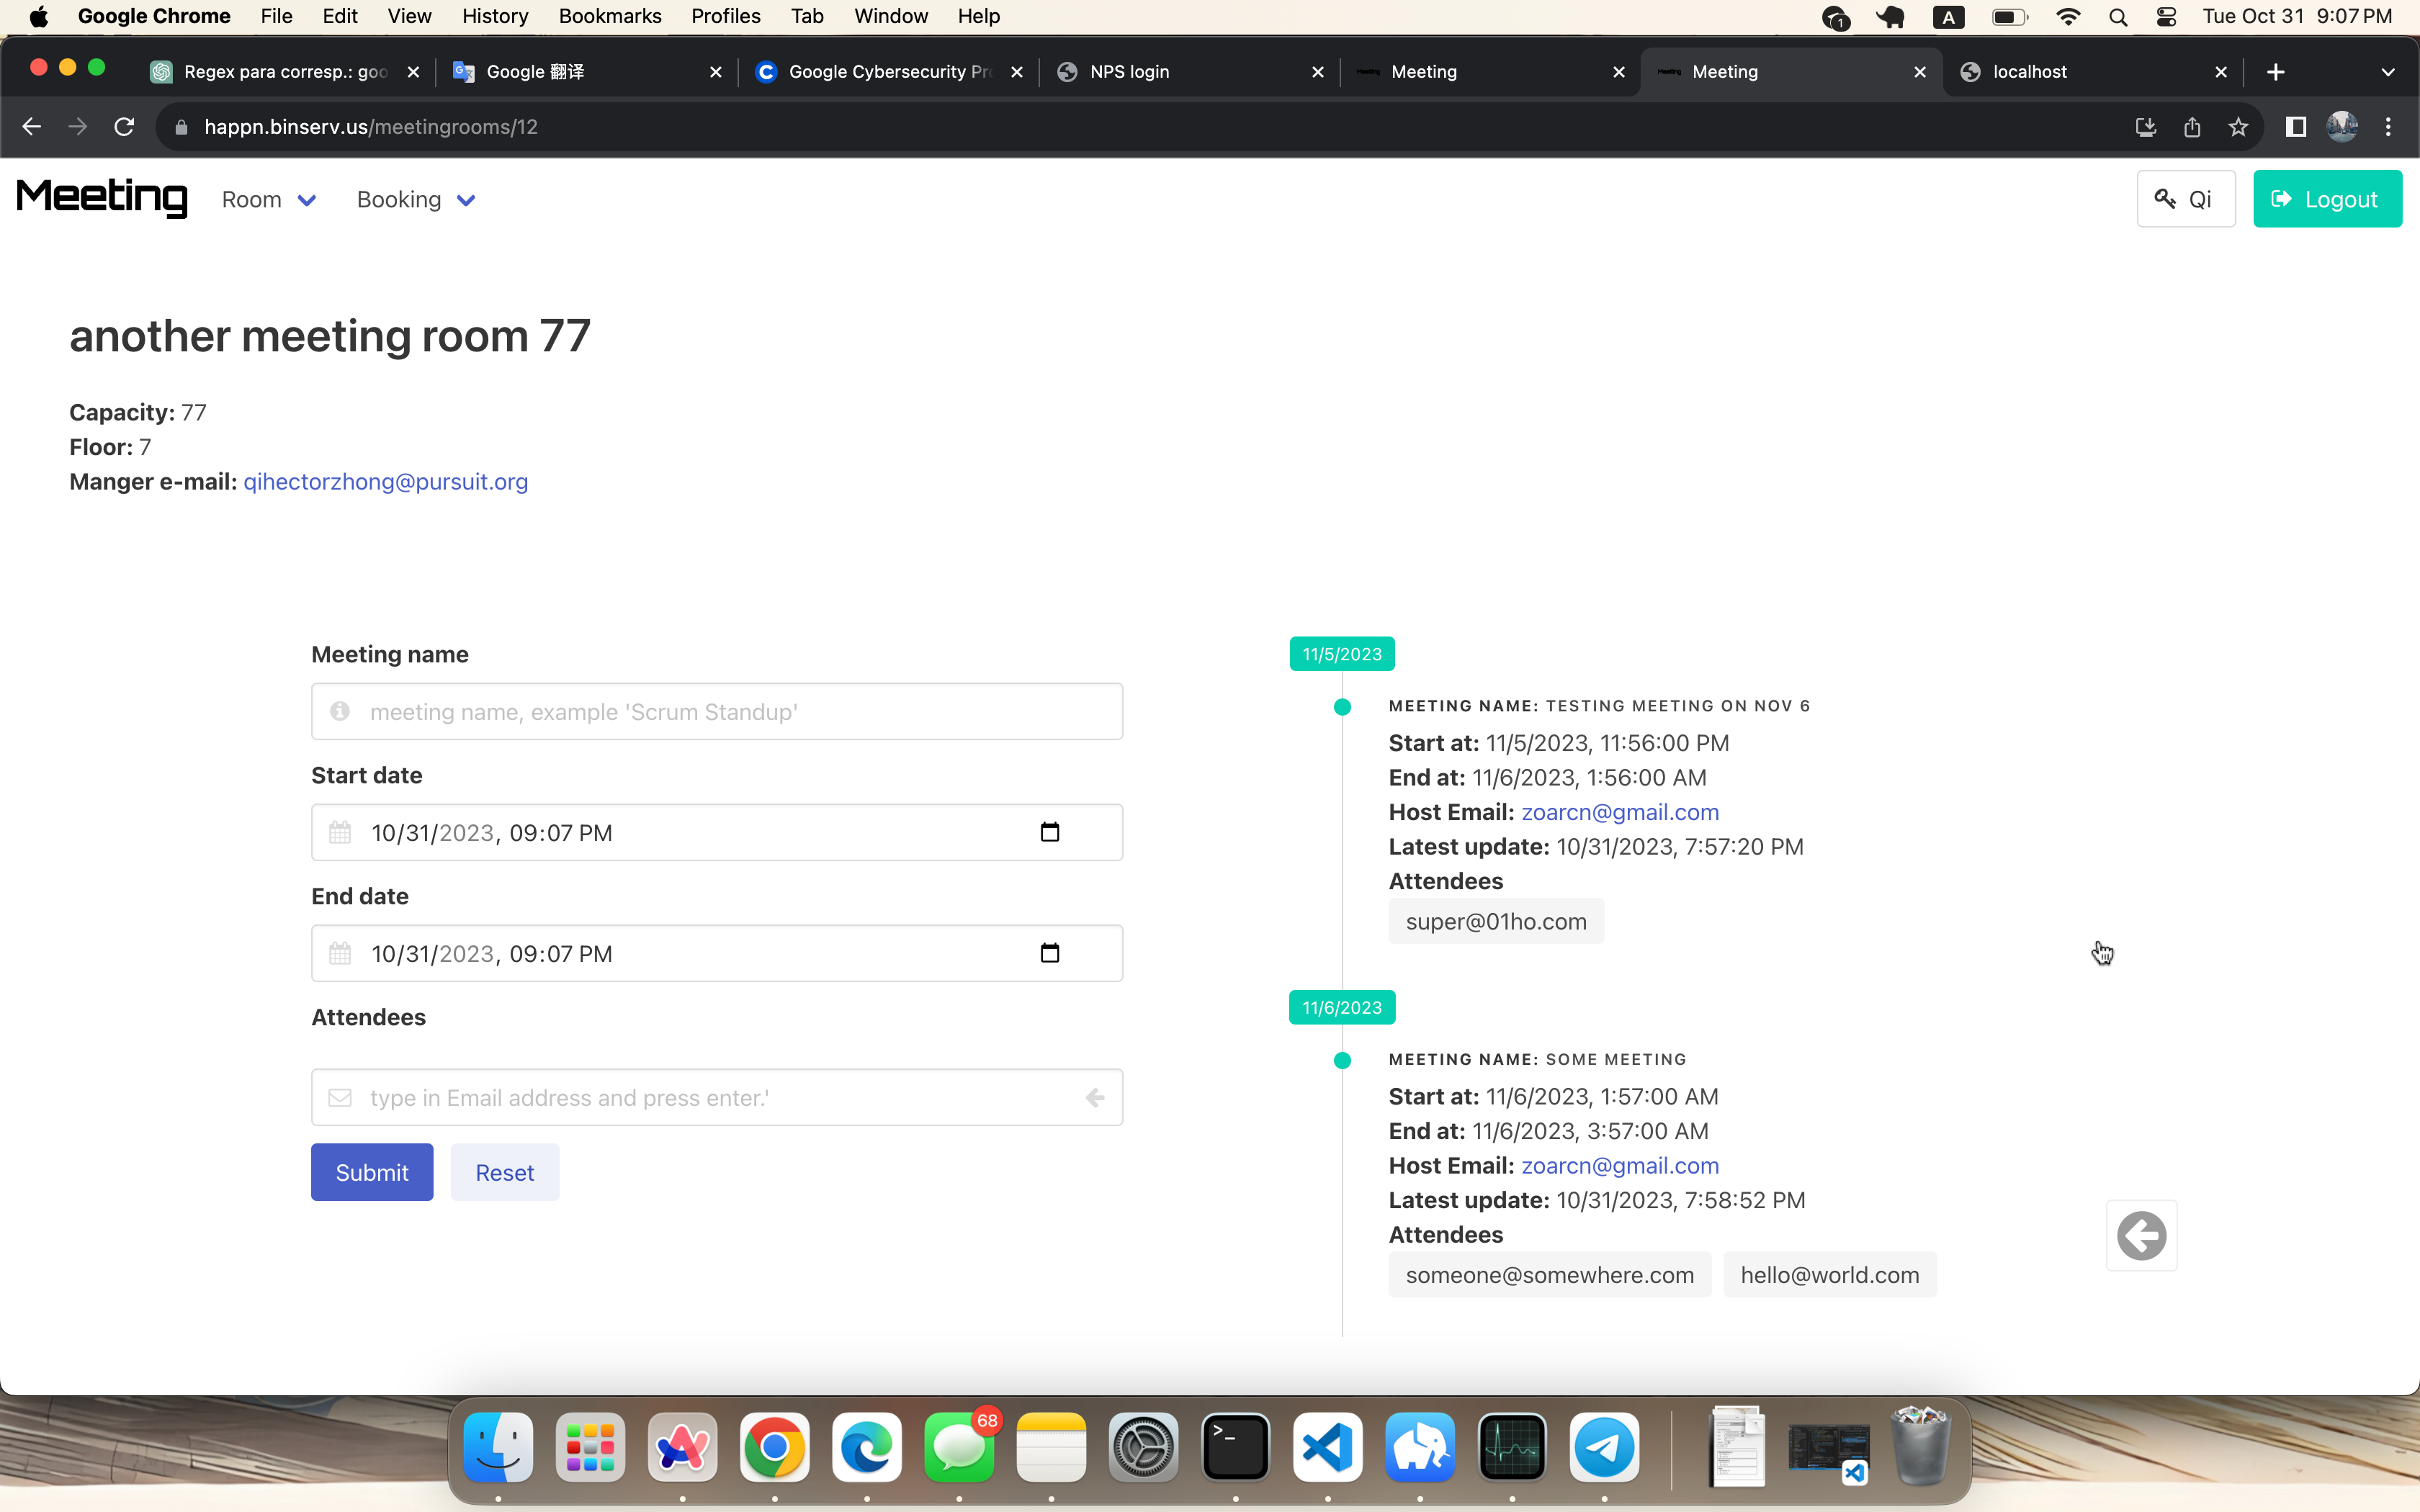 Google Chrome File Edit View History Bookmarks Profiles Tab Window Help 1 A Tue Oct 31 9:07 PM
Regex para corresp.: goo Google 翻译 Google Cybersecurity Pr NPS login Meeting Meeting localhost
happn.binserv.us/meetingrooms/12
Meeting Room Booking Qi Logout
another meeting room 77
Capacity: 77
Floor: 7
Manger e-mail: qihectorzhong@pursuit.org
Meeting name
meeting name, example 'Scrum Standup'
Start date
10/31/2023, 09:07 PM
End date
10/31/2023, 09:07 PM
Attendees
type in Email address and press enter.'
Submit Reset
11/5/2023
MEETING NAME: TESTING MEETING ON NOV 6
Start at: 11/5/2023, 11:56:00 PM
End at: 11/6/2023, 1:56:00 AM
Host Email: zoarcn@gmail.com
Latest update: 10/31/2023, 7:57:20 PM
Attendees
super@01ho.com
11/6/2023
MEETING NAME: SOME MEETING
Start at: 11/6/2023, 1:57:00 AM
End at: 11/6/2023, 3:57:00 AM
Host Email: zoarcn@gmail.com
Latest update: 10/31/2023, 7:58:52 PM
Attendees
someone@somewhere.com hello@world.com
68